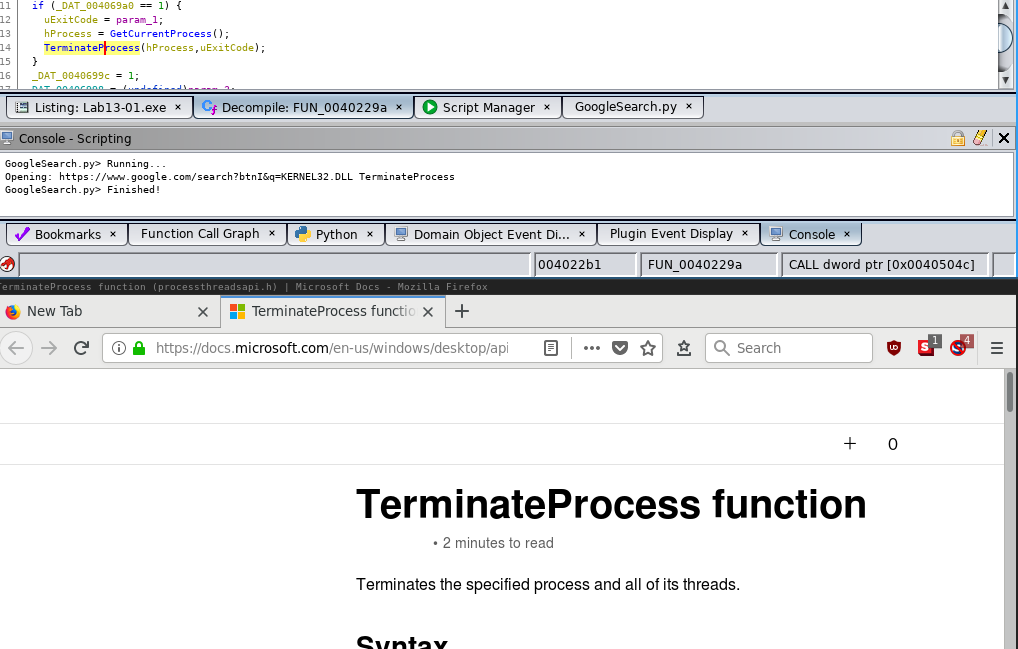 11 if (_DAT_004069a0 == 1) {
12 uExitCode = param_1;
13 hProcess = GetCurrentProcess();
14 TerminateProcess(hProcess,uExitCode);
15 }
16 _DAT_0040699c = 1;
Listing: Lab13-01.exe × Decompile: FUN_0040229a × Script Manager × GoogleSearch.py ×
Console - Scripting
GoogleSearch.py> Running...
Opening: https://www.google.com/search?btnI&q=KERNEL32.DLL TerminateProcess
GoogleSearch.py> Finished!
Bookmarks × Function Call Graph × Python × Domain Object Event Di... × Plugin Event Display × Console ×
004022b1 FUN_0040229a CALL dword ptr [0x0040504c]
TerminateProcess function (processthreadsapi.h) | Microsoft Docs - Mozilla Firefox
New Tab TerminateProcess functio
https://docs.microsoft.com/en-us/windows/desktop/api Search 1 4
+ 0
TerminateProcess function
• 2 minutes to read
Terminates the specified process and all of its threads.
Syntax